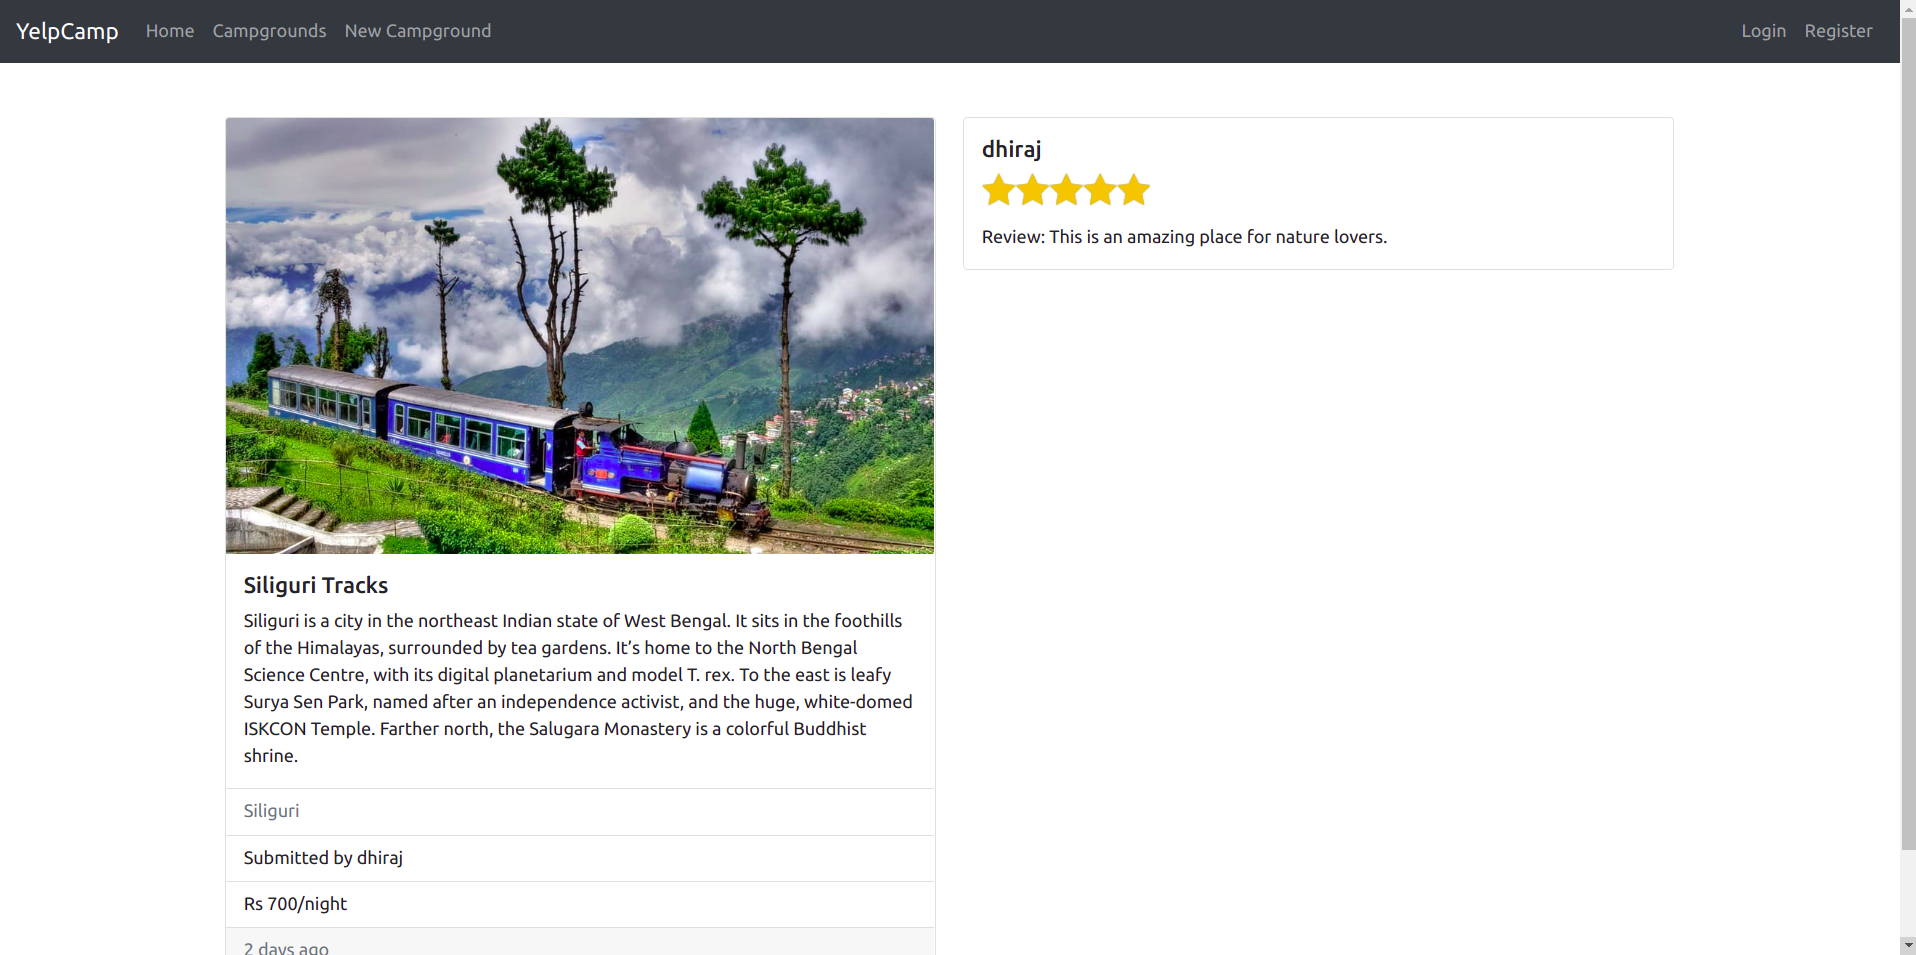 YelpCamp Home Campgrounds New Campground Login Register
Siliguri Tracks
Siliguri is a city in the northeast Indian state of West Bengal. It sits in the foothills
of the Himalayas, surrounded by tea gardens. It’s home to the North Bengal
Science Centre, with its digital planetarium and model T. rex. To the east is leafy
Surya Sen Park, named after an independence activist, and the huge, white-domed
ISKCON Temple. Farther north, the Salugara Monastery is a colorful Buddhist
shrine.
Siliguri
Submitted by dhiraj
Rs 700/night
2 days ago
dhiraj
Review: This is an amazing place for nature lovers.